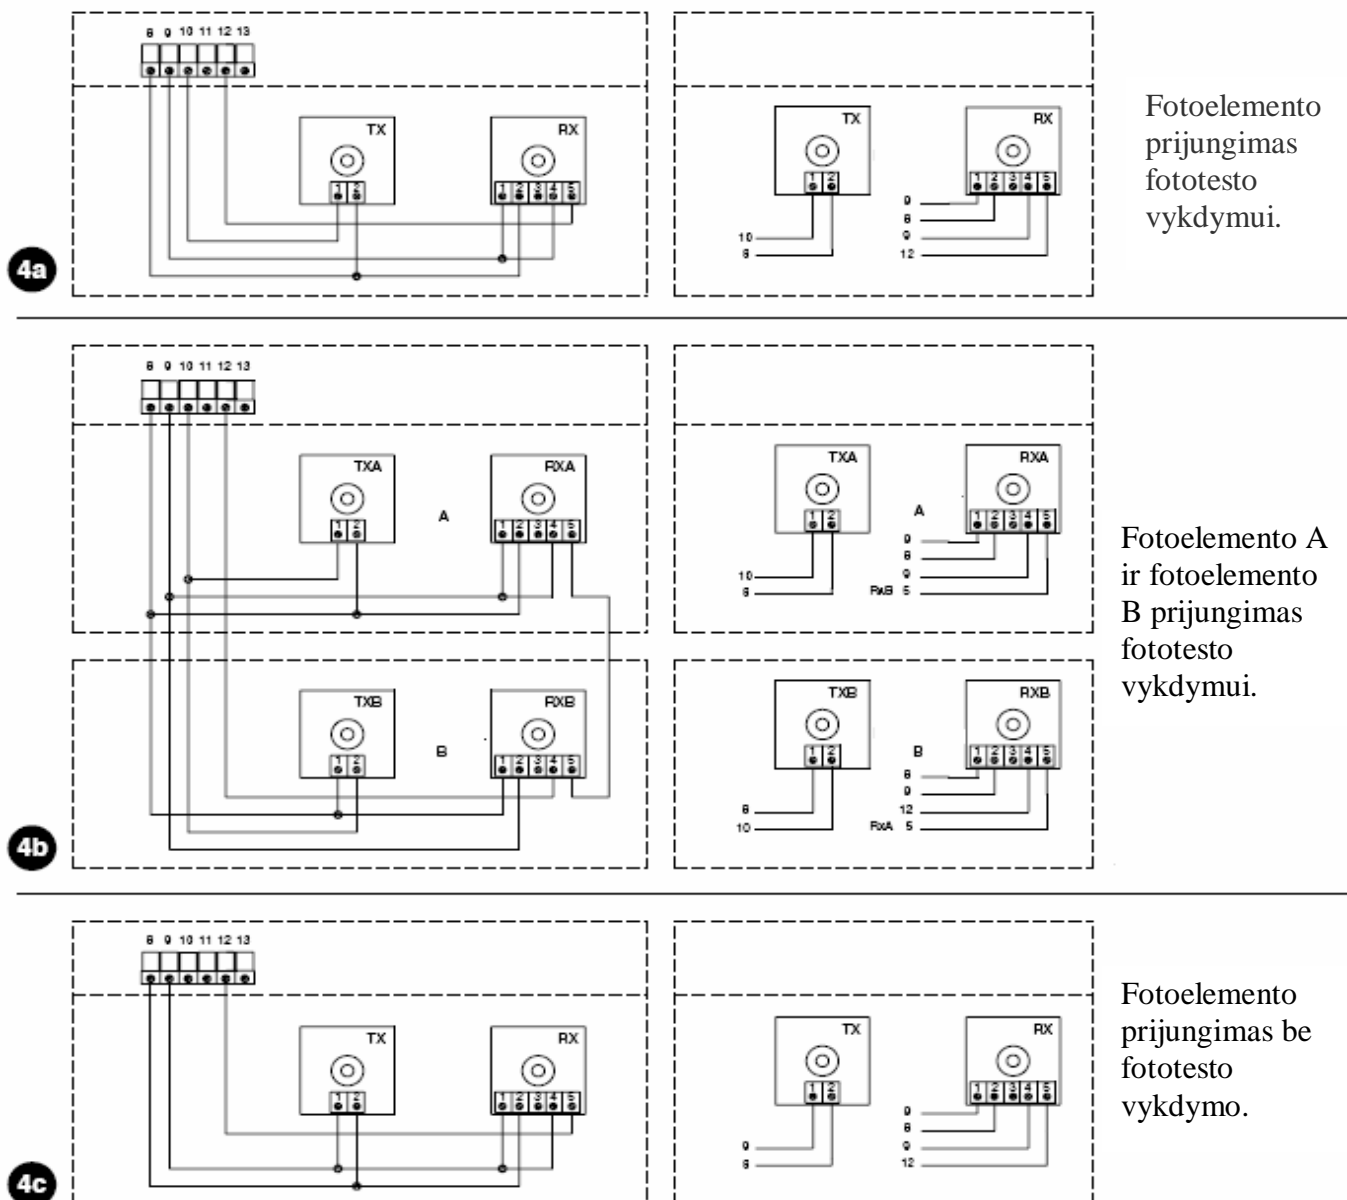 8 9 10 11 12 13
TX RX
1 2
1 2 3 4 5
TX RX
1 2
1 2 3 4 5
9
8
10 9
8 12
Fotoelemento
prijungimas
fototesto
vykdymui.
4a
8 9 10 11 12 13
TXA RXA
A
1 2
1 2 3 4 5
TXA RXA
A
1 2
1 2 3 4 5
9
8
10 9
8 RxB 5
TXB RXB
B
1 2
1 2 3 4 5
TXB RXB
B
1 2
1 2 3 4 5
8
9
8 12
10 RxA 5
Fotoelemento A
ir fotoelemento
B prijungimas
fototesto
vykdymui.
4b
8 9 10 11 12 13
TX RX
1 2
1 2 3 4 5
TX RX
1 2
1 2 3 4 5
9
8
9 9
8 12
Fotoelemento
prijungimas be
fototesto
vykdymo.
4c